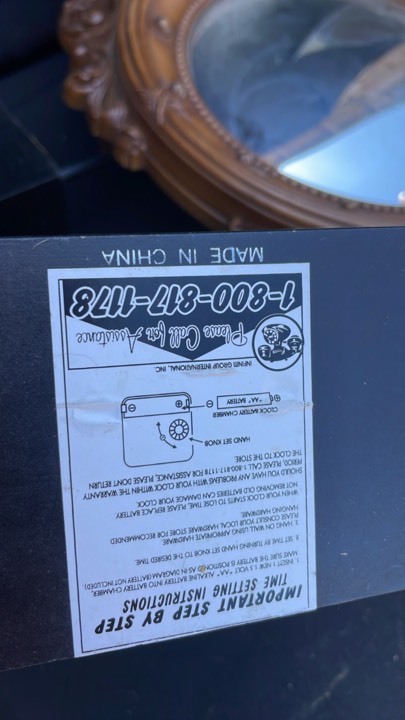 IMPORTANT STEP BY STEP
TIME SETTING INSTRUCTIONS
1. INSERT 1.5 VOLT "AA" ALKALINE BATTERY INTO BATTERY CHAMBER.
MAKE SURE THE BATTERY IS POSITIONED AS IN DIAGRAM (BATTERY NOT INCLUDED)
2. SET BY TIME BY TURNING HAND SET KNOB TO THE DESIRED TIME.
3. HANG ON WALL ON WALL USING APPROPRIATE HARDWARE
PLEASE CONSULT YOUR LOCAL HARDWARE STORE FOR RECOMMENDED
HANGING HARDWARE.
WHEN YOUR CLOCK STARTS TO LOSE TIME, PLEASE REPLACE BATTERY
NOT REMOVING OLD BATTERIES CAN DAMAGE YOUR CLOCK.
SHOULD YOU HAVE ANY PROBLEMS WITH YOUR CLOCK WITHIN THE WARRANTY
PERIOD, PLEASE CALL 1-800-817-1178 FOR ASSISTANCE. PLEASE DON'T RETURN
THE CLOCK TO THE STORE.
HAND SET KNOB
CLOCK BATTERY CHAMBER
"AA" BATTERY
INFINITI GROUP INTERNATIONAL, INC.
Please Call for Assistance
1-800-817-1178
MADE IN CHINA